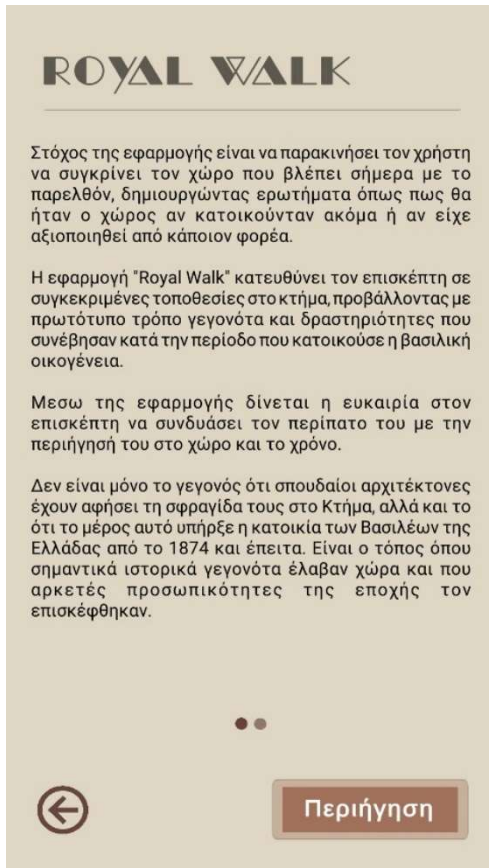 ROYAL WALK
Στόχος της εφαρμογής είναι να παρακινήσει τον χρήστη
να συγκρίνει τον χώρο που βλέπει σήμερα με το
παρελθόν, δημιουργώντας ερωτήματα όπως πως θα
ήταν ο χώρος αν κατοικούνταν ακόμα ή αν είχε
αξιοποιηθεί από κάποιον φορέα.
Η εφαρμογή "Royal Walk" κατευθύνει τον επισκέπτη σε
συγκεκριμένες τοποθεσίες στο κτήμα, προβάλλοντας με
πρωτότυπο τρόπο γεγονότα και δραστηριότητες που
συνέβησαν κατά την περίοδο που κατοικούσε η βασιλική
οικογένεια.
Μεσω της εφαρμογής δίνεται η ευκαιρία στον
επισκέπτη να συνδυάσει τον περίπατο του με την
περιήγησή του στο χώρο και το χρόνο.
Δεν είναι μόνο το γεγονός ότι σπουδαίοι αρχιτέκτονες
έχουν αφήσει τη σφραγίδα τους στο Κτήμα, αλλά και το
ότι το μέρος αυτό υπήρξε η κατοικία των Βασιλέων της
Ελλάδας από το 1874 και έπειτα. Είναι ο τόπος όπου
σημαντικά ιστορικά γεγονότα έλαβαν χώρα και που
αρκετές προσωπικότητες της εποχής τον
επισκέφθηκαν.
Περιήγηση